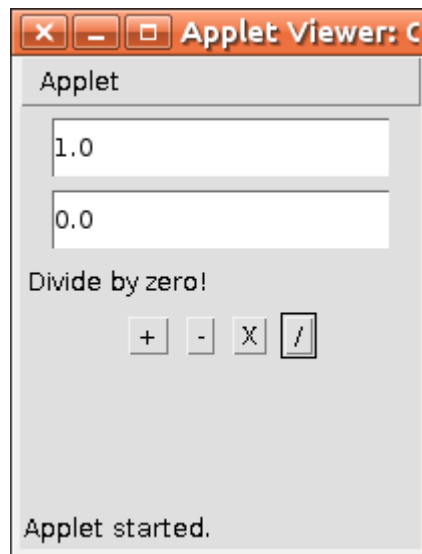 Applet Viewer: C
Applet
1.0
0.0
Divide by zero!
+ - X /
Applet started.